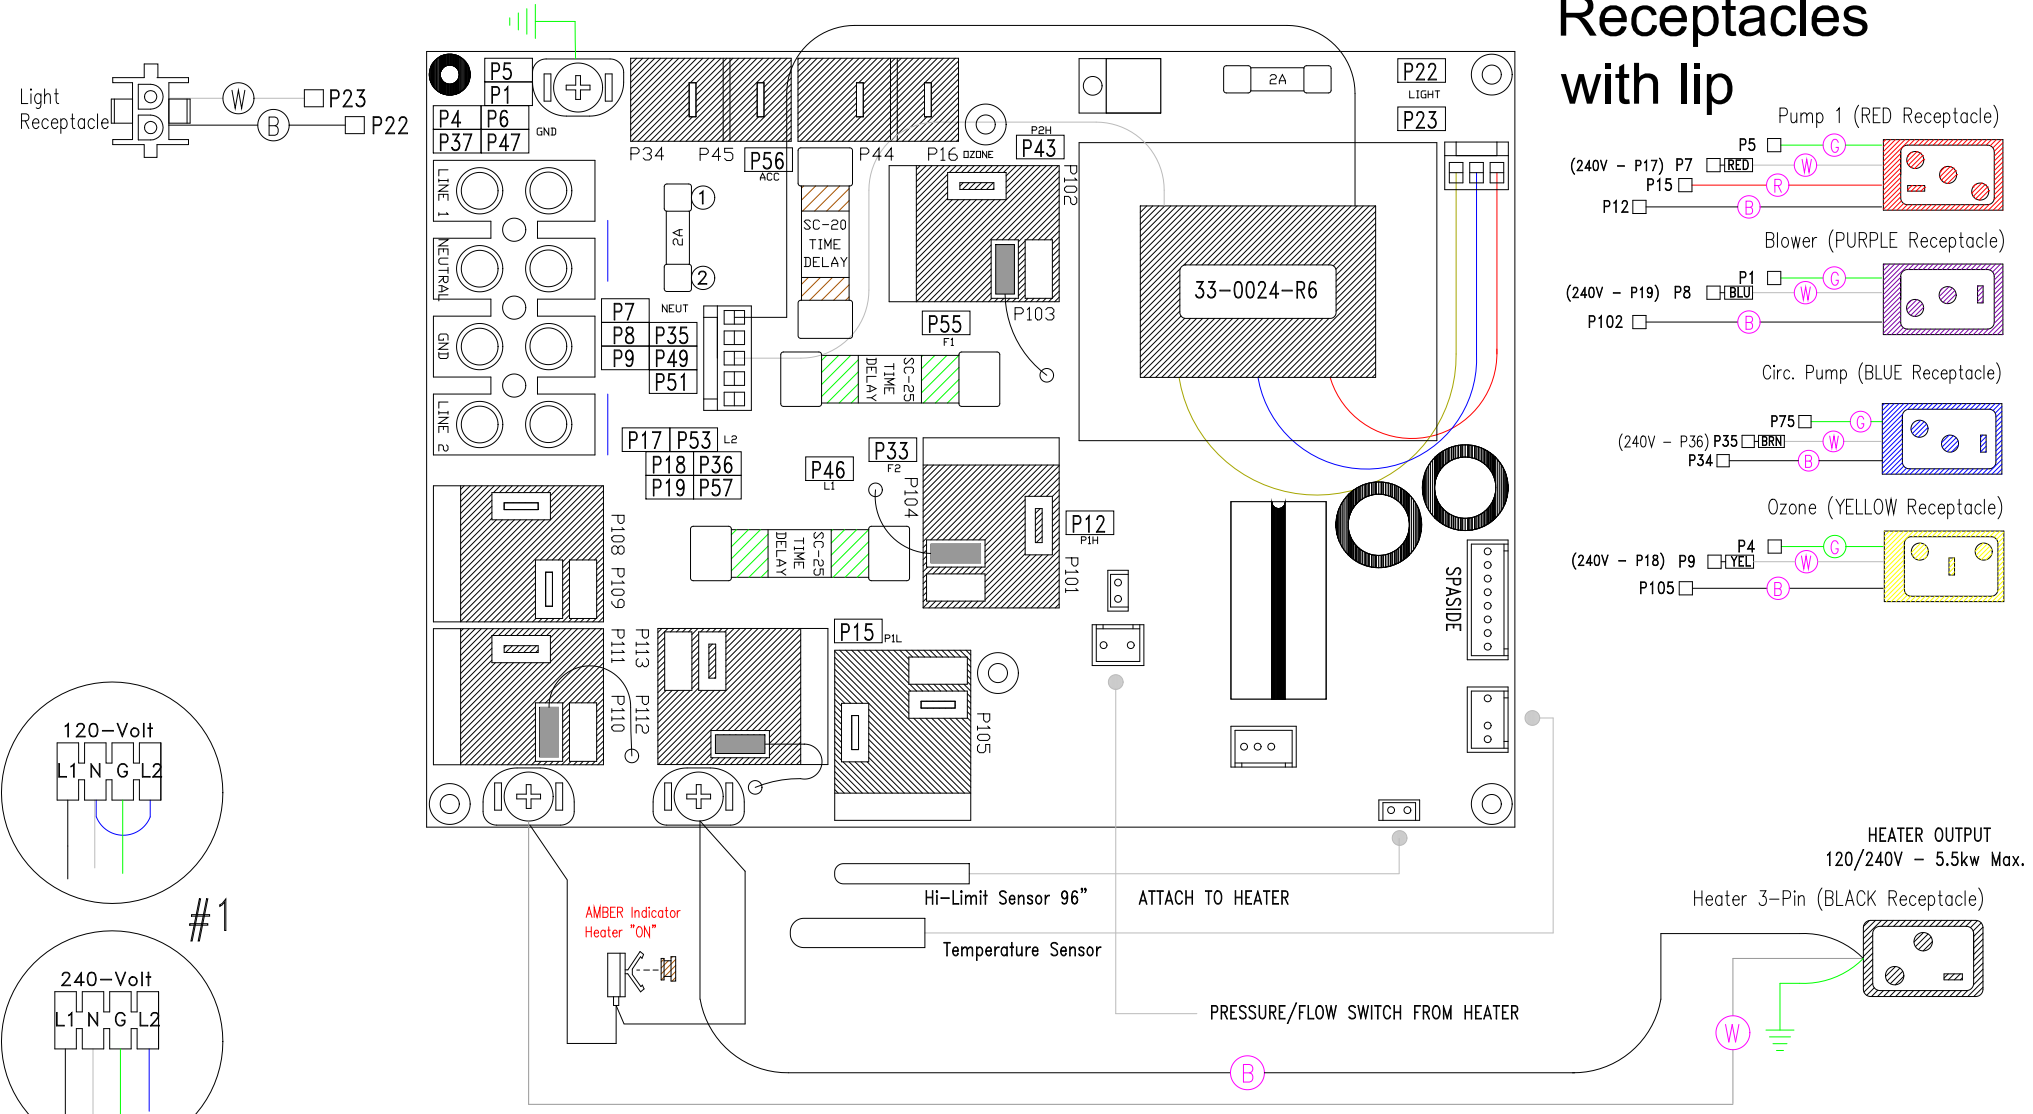 Receptacles
with lip
Light
Receptacle
W
P23
B
P22
P5
P1
P4 P6
P37 P47
GND
P34 P45 P44 P16
P56
ACC
OZONE
P2H
P43
2A
P22
LIGHT
P23
LINE 1
NEUTRAL
GND
LINE 2
1
2A
2
SC-20
TIME
DELAY
P102
P103
NEUT
P7
P8 P35
P9 P49
P51
P55
F1
SC-25
TIME
DELAY
33-0024-R6
P17 P53 L2
P18 P36
P19 P57
P46
L1
P33
F2
P104
P12
P1H
P101
SC-25
TIME
DELAY
P108 P109
P111 P110
P113 P112
P15 P1L
P105
SPASIDE
Pump 1 (RED Receptacle)
P5 G
(240V - P17) P7 RED W
P15 R
P12 B
Blower (PURPLE Receptacle)
P1 G
(240V - P19) P8 BLU W
P102 B
Circ. Pump (BLUE Receptacle)
P75 G
(240V - P36) P35 BRN W
P34 B
Ozone (YELLOW Receptacle)
P4 G
(240V - P18) P9 YEL W
P105 B
120-Volt
L1 N G L2
#1
240-Volt
L1 N G L2
AMBER Indicator
Heater "ON"
Hi-Limit Sensor 96" ATTACH TO HEATER
Temperature Sensor
PRESSURE/FLOW SWITCH FROM HEATER
HEATER OUTPUT
120/240V - 5.5kw Max.
Heater 3-Pin (BLACK Receptacle)
W
B